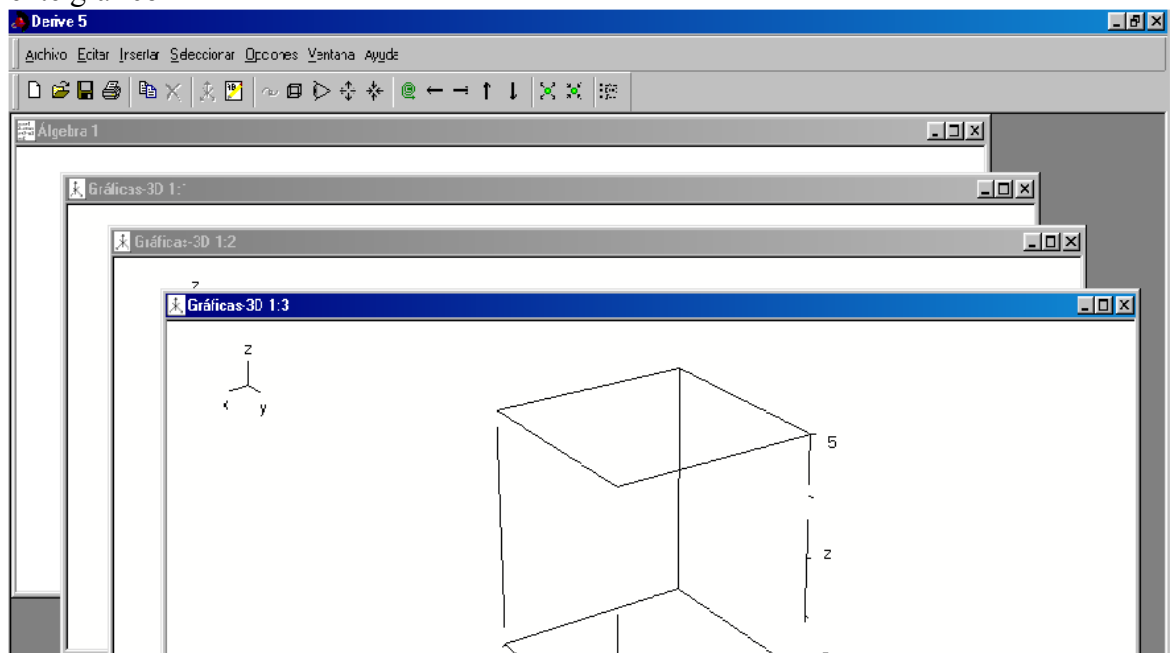 Derive 5
Archivo Editar Insertar Seleccionar Opciones Ventana Ayuda
Álgebra 1
Gráficas-3D 1:1
Gráficas-3D 1:2
z
Gráficas-3D 1:3
z
x y
5
z